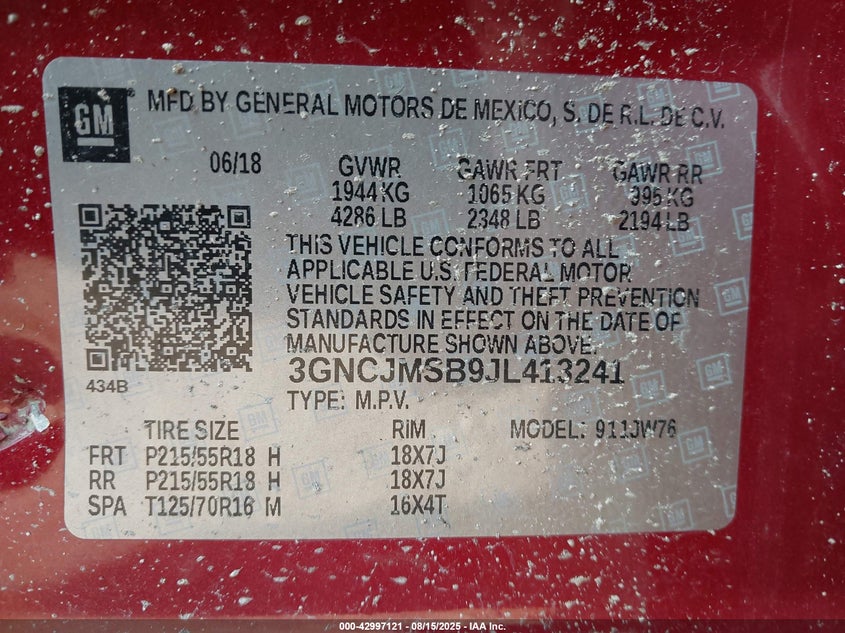 GM
MFD BY GENERAL MOTORS DE MEXICO, S. DE R.L. DE C.V.
06/18 GVWR GAWR FRT GAWR RR
1944 KG 1065 KG 995 KG
4286 LB 2348 LB 2194 LB
THIS VEHICLE CONFORMS TO ALL
APPLICABLE U.S. FEDERAL MOTOR
VEHICLE SAFETY AND THEFT PREVENTION
STANDARDS IN EFFECT ON THE DATE OF
MANUFACTURE SHOWN ABOVE.
434B
3GNCJMSB9JL413241
TYPE: M.P.V.
TIRE SIZE RIM MODEL: 911JW76
FRT P215/55R18 H 18X7J
RR P215/55R18 H 18X7J
SPA T125/70R16 M 16X4T
000-42997121 - 08/15/2025 - IAA Inc.